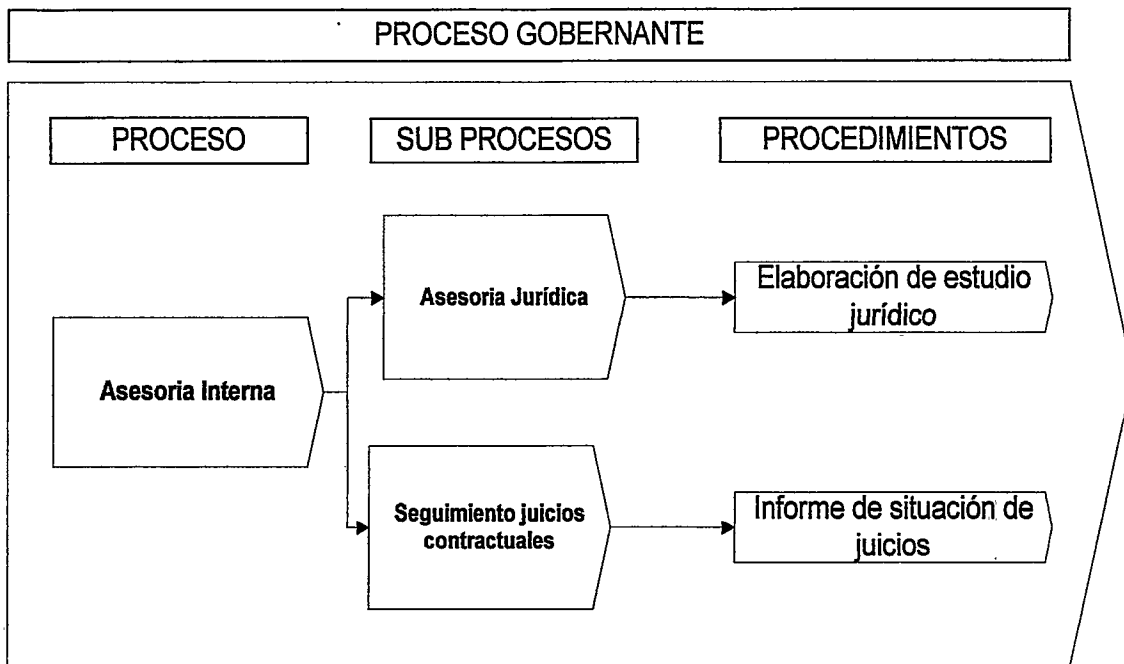 PROCESO GOBERNANTE
PROCESO
SUB PROCESOS
PROCEDIMIENTOS
Asesoria Jurídica
Elaboración de estudio
jurídico
Asesoria Interna
Seguimiento juicios
contractuales
Informe de situación de
juicios